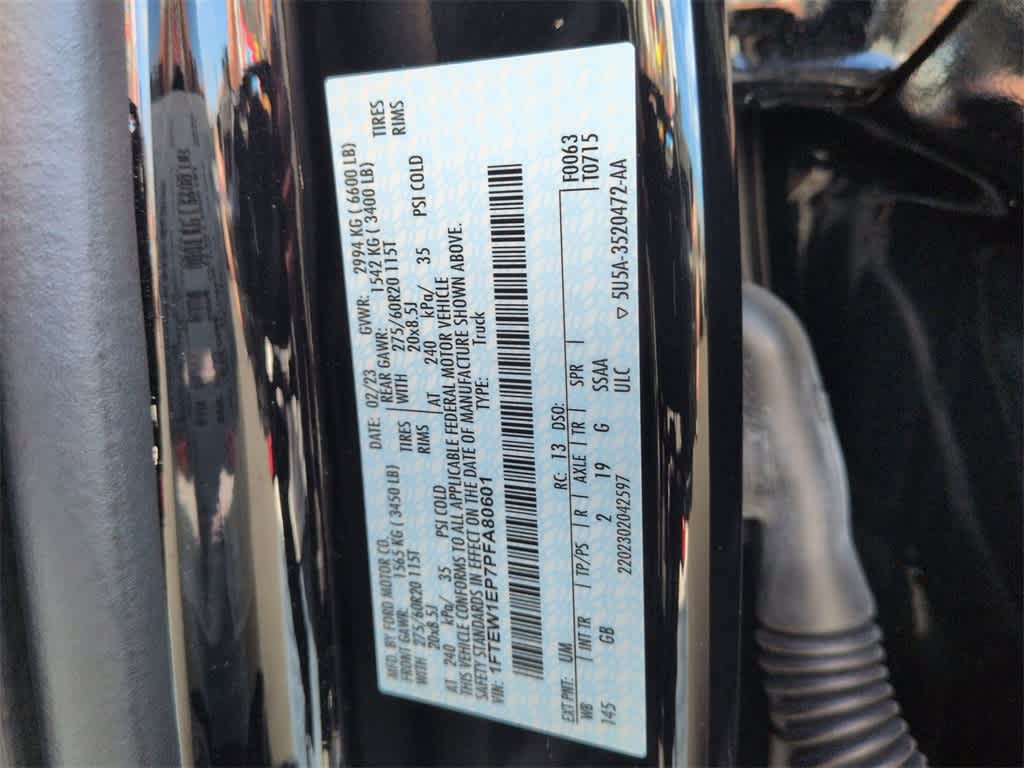 MFD. BY FORD MOTOR CO.
DATE: 02/23 GVWR: 2994 KG ( 6600 LB)
FRONT GAWR: 1565 KG ( 3450 LB) REAR GAWR: 1542 KG ( 3400 LB)
WITH 275/60R20 115T TIRES WITH 275/60R20 115T TIRES
20x8.5J RIMS 20x8.5J RIMS
AT 240 kPa/ 35 PSI COLD AT 240 kPa/ 35 PSI COLD
THIS VEHICLE CONFORMS TO ALL APPLICABLE FEDERAL MOTOR VEHICLE
SAFETY STANDARDS IN EFFECT ON THE DATE OF MANUFACTURE SHOWN ABOVE.
VIN: 1FTEW1EP7PFA80601 TYPE: Truck
F0063
T0715
EXT PNT: UM RC: 13 DSO:
WB | INT TR | TP/PS | R | AXLE | TR | SPR |
145 GB 2 19 G SSAA
2202302042597 ULC ▽ 5U5A-3520472-AA